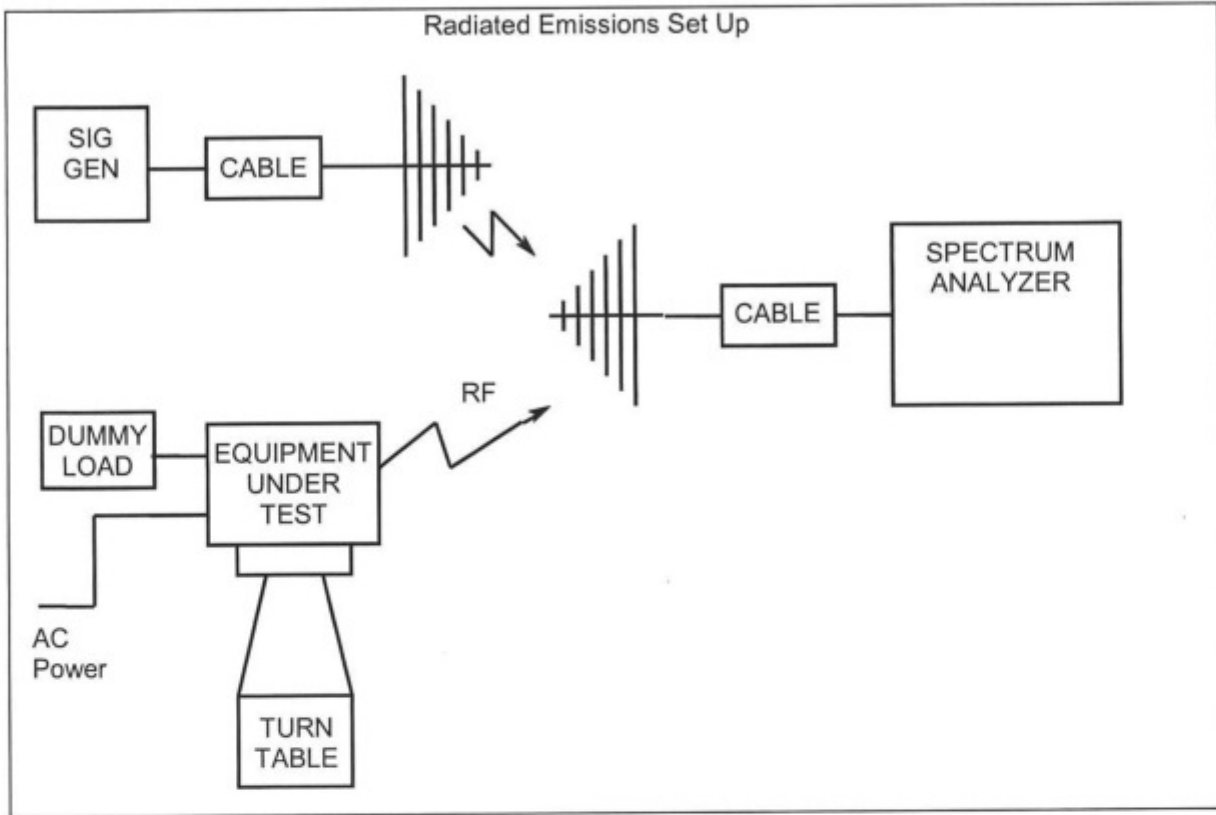 Radiated Emissions Set Up
SIG
GEN
CABLE
SPECTRUM
ANALYZER
CABLE
RF
DUMMY
LOAD
EQUIPMENT
UNDER
TEST
AC
Power
TURN
TABLE